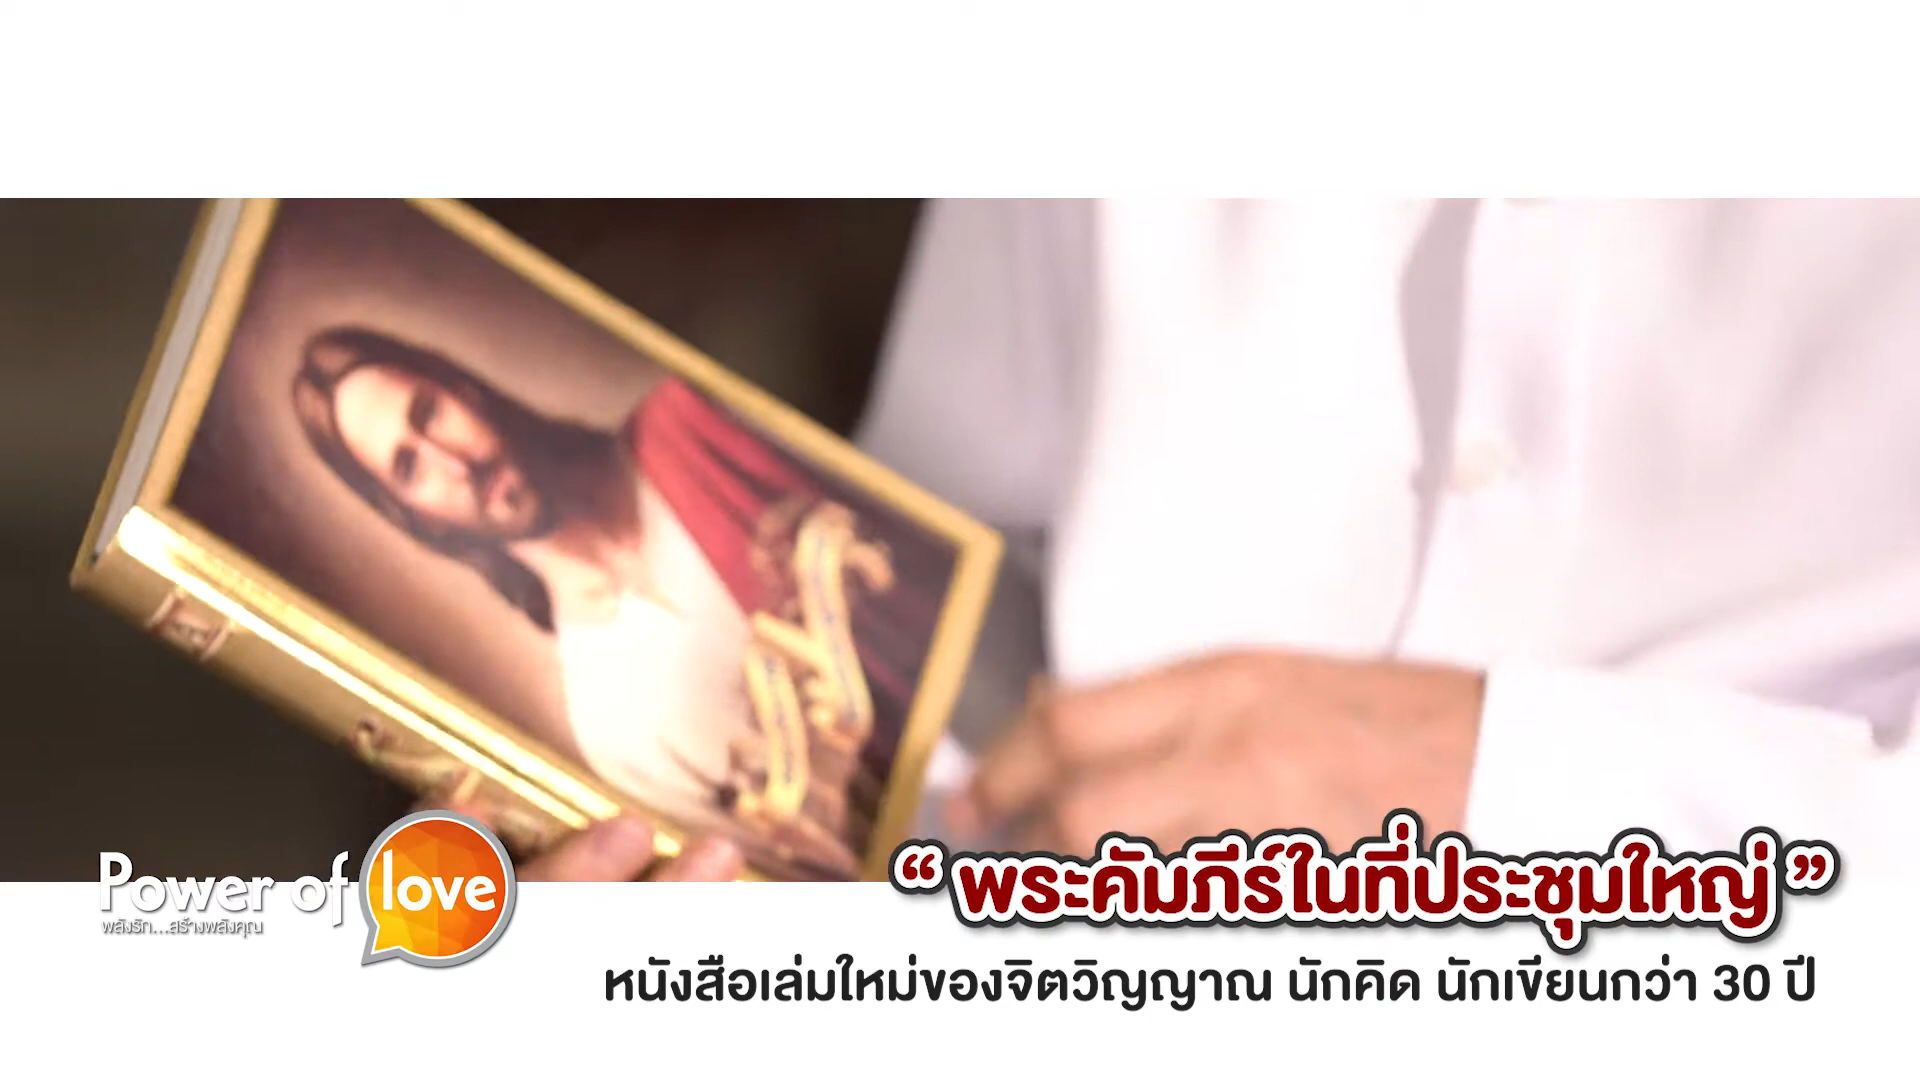 Power of love
พลังรัก...สร้างพลังคุณ
“ พระคัมภีร์ในที่ประชุมใหญ่ ”
หนังสือเล่มใหม่ของจิตวิญญาณ นักคิด นักเขียนกว่า 30 ปี